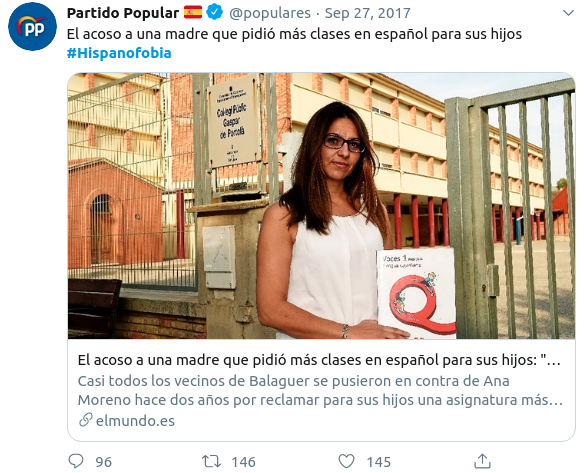 Partido Popular @populares · Sep 27, 2017
El acoso a una madre que pidió más clases en español para sus hijos
#Hispanofobia
pp
Col·legi Públic
Gaspar
de Portolà
Voces 1
El acoso a una madre que pidió más clases en español para sus hijos: "...
Casi todos los vecinos de Balaguer se pusieron en contra de Ana
Moreno hace dos años por reclamar para sus hijos una asignatura más...
elmundo.es
96 146 145